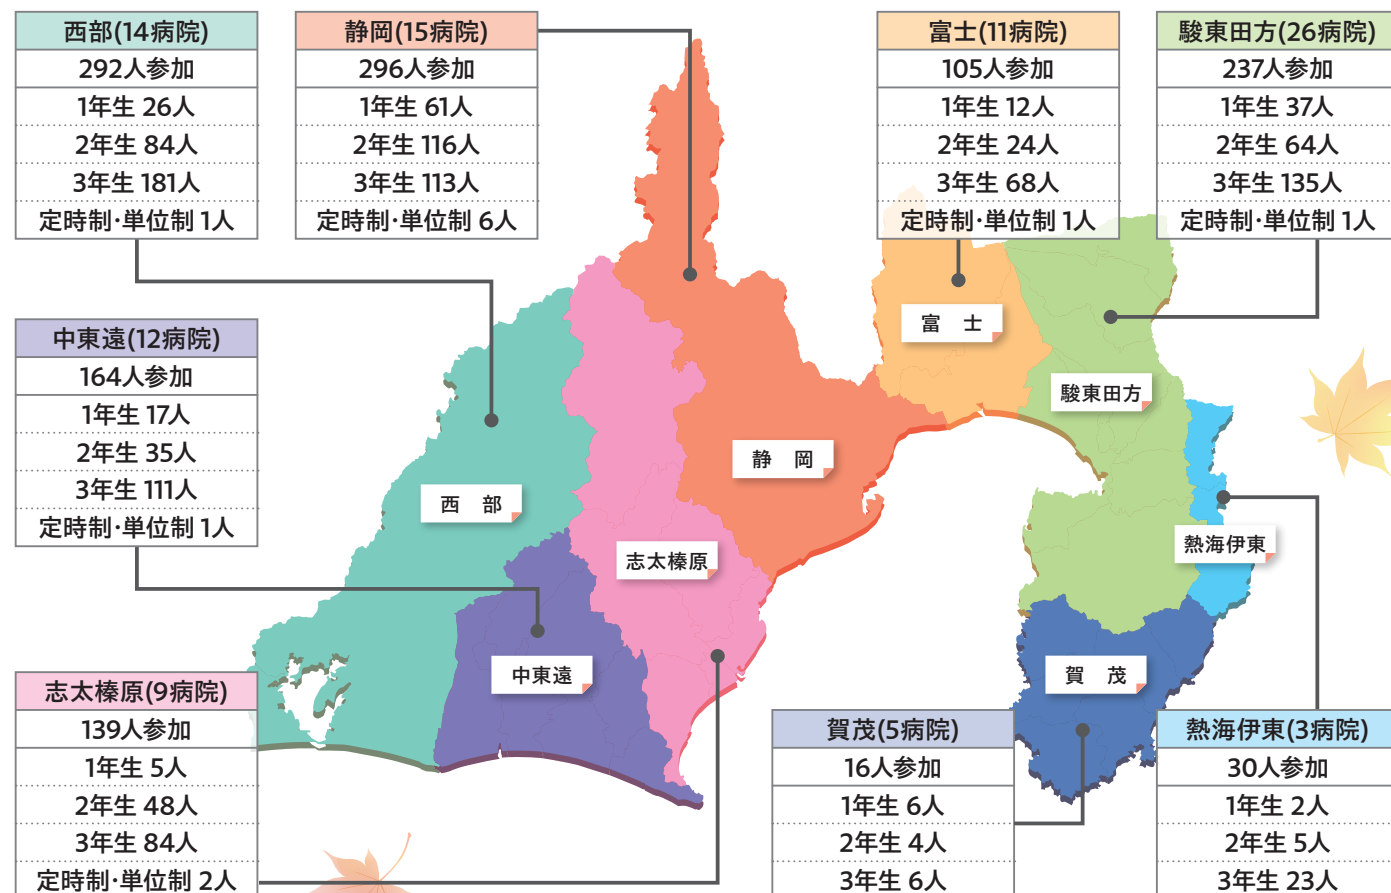 西部(14病院)
292人参加
1年生 26人
2年生 84人
3年生 181人
定時制･単位制 1人
静岡(15病院)
296人参加
1年生 61人
2年生 116人
3年生 113人
定時制･単位制 6人
富士(11病院)
105人参加
1年生 12人
2年生 24人
3年生 68人
定時制･単位制 1人
駿東田方(26病院)
237人参加
1年生 37人
2年生 64人
3年生 135人
定時制･単位制 1人
中東遠(12病院)
164人参加
1年生 17人
2年生 35人
3年生 111人
定時制･単位制 1人
富　士
駿東田方
静　岡
西　部
志太榛原
熱海伊東
中東遠
賀　茂
志太榛原(9病院)
139人参加
1年生 5人
2年生 48人
3年生 84人
定時制･単位制 2人
賀茂(5病院)
16人参加
1年生 6人
2年生 4人
3年生 6人
熱海伊東(3病院)
30人参加
1年生 2人
2年生 5人
3年生 23人